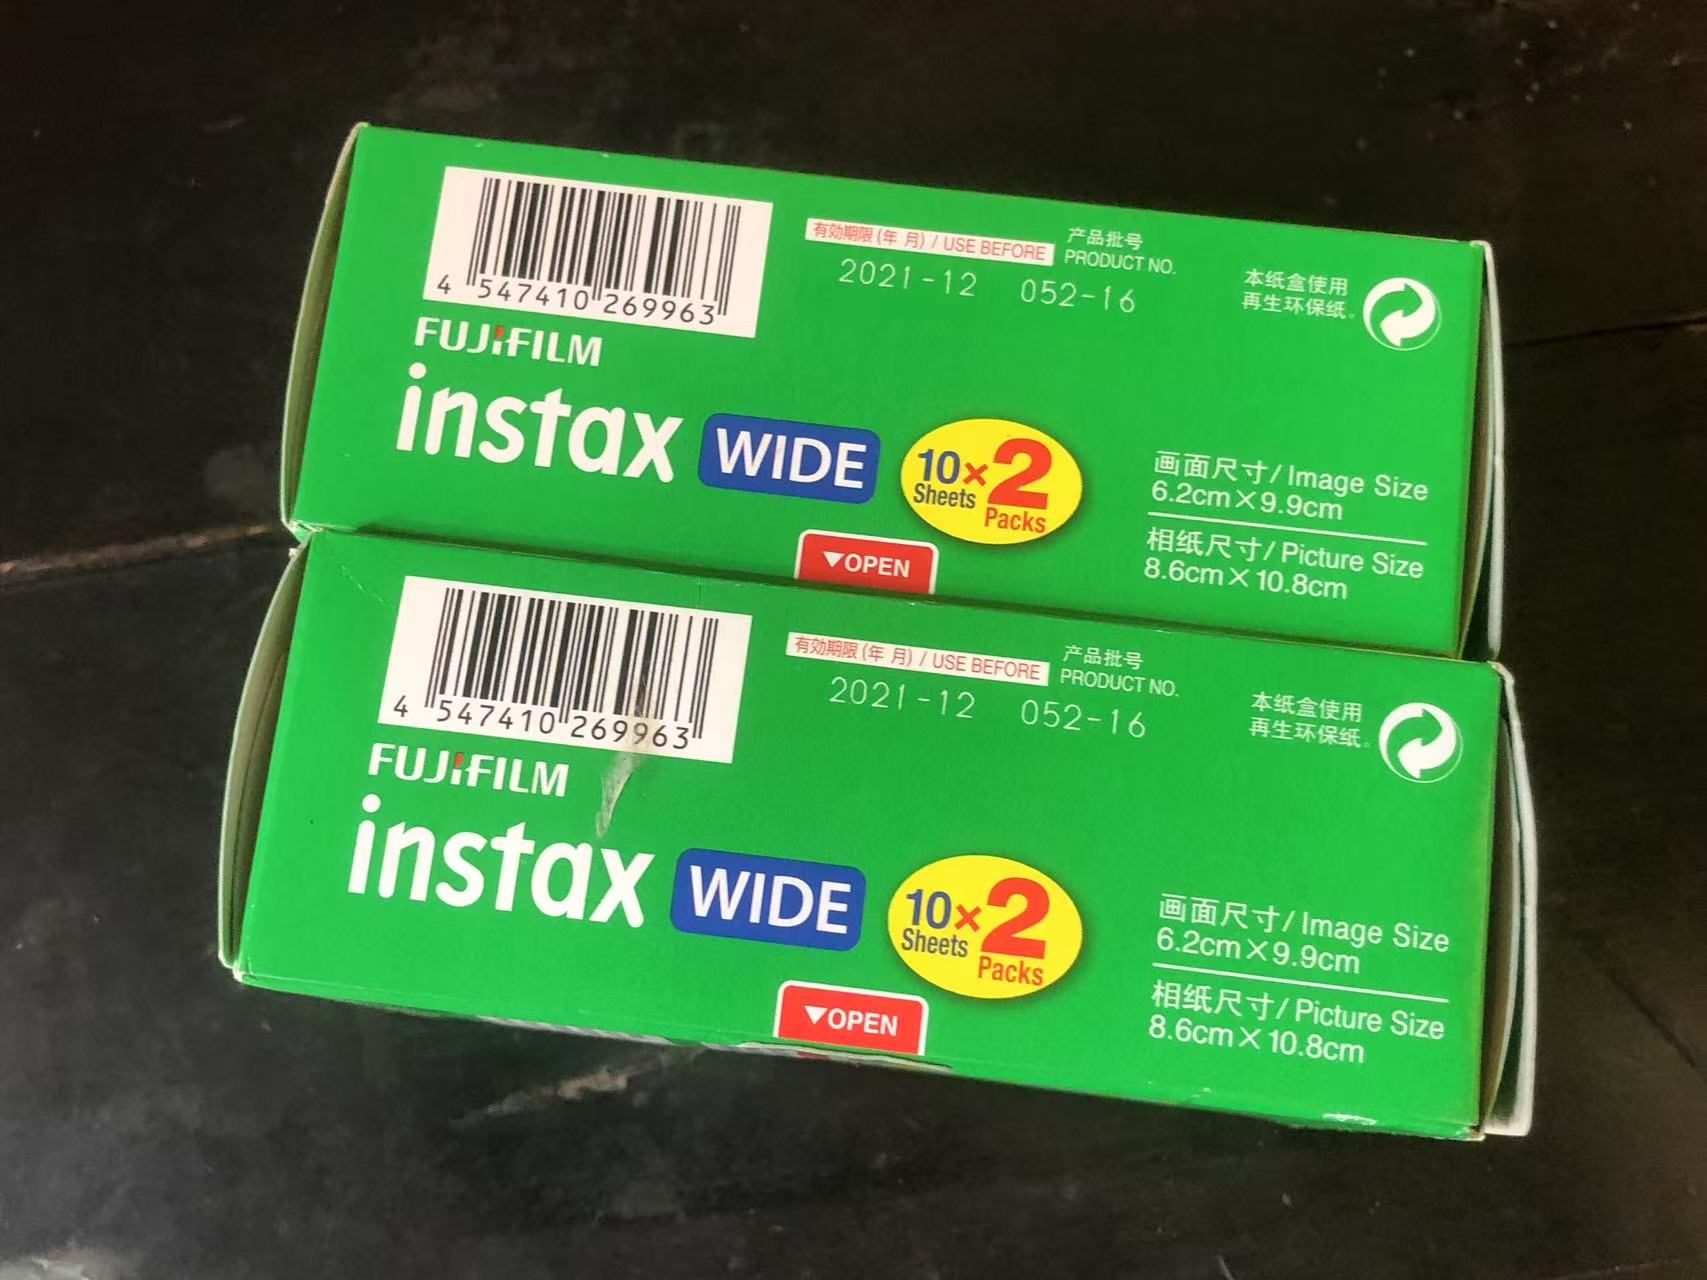 4 547410 269963
有効期限(年 月) / USE BEFORE
2021-12
产品批号
PRODUCT NO.
052-16
本纸盒使用
再生环保纸。
FUJIFILM
instax WIDE
10×2
Sheets Packs
▼OPEN
画面尺寸/Image Size
6.2cm×9.9cm
相纸尺寸/Picture Size
8.6cm×10.8cm
4 547410 269963
有効期限(年 月) / USE BEFORE
2021-12
产品批号
PRODUCT NO.
052-16
本纸盒使用
再生环保纸。
FUJIFILM
instax WIDE
10×2
Sheets Packs
▼OPEN
画面尺寸/Image Size
6.2cm×9.9cm
相纸尺寸/Picture Size
8.6cm×10.8cm